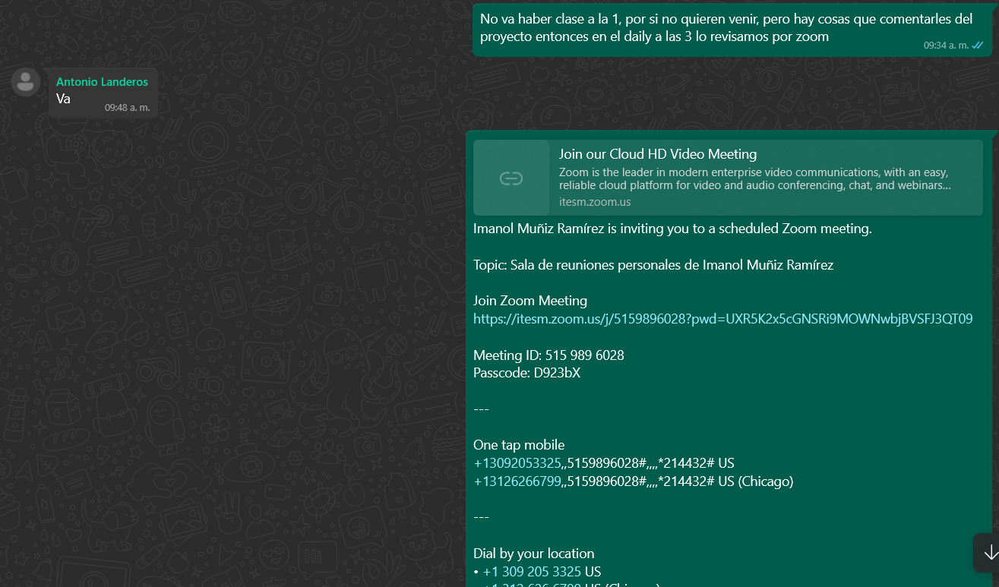 No va haber clase a la 1, por si no quieren venir, pero hay cosas que comentarles del
proyecto entonces en el daily a las 3 lo revisamos por zoom
09:34 a. m.
Antonio Landeros
Va
09:48 a. m.
Join our Cloud HD Video Meeting
Zoom is the leader in modern enterprise video communications, with an easy,
reliable cloud platform for video and audio conferencing, chat, and webinars...
itesm.zoom.us
Imanol Muñiz Ramírez is inviting you to a scheduled Zoom meeting.
Topic: Sala de reuniones personales de Imanol Muñiz Ramírez
Join Zoom Meeting
https://itesm.zoom.us/j/5159896028?pwd=UXR5K2x5cGNSRi9MOWNwbjBVSFJ3QT09
Meeting ID: 515 989 6028
Passcode: D923bX
---
One tap mobile
+13092053325,,5159896028#,,,,*214432# US
+13126266799,,5159896028#,,,,*214432# US (Chicago)
---
Dial by your location
• +1 309 205 3325 US